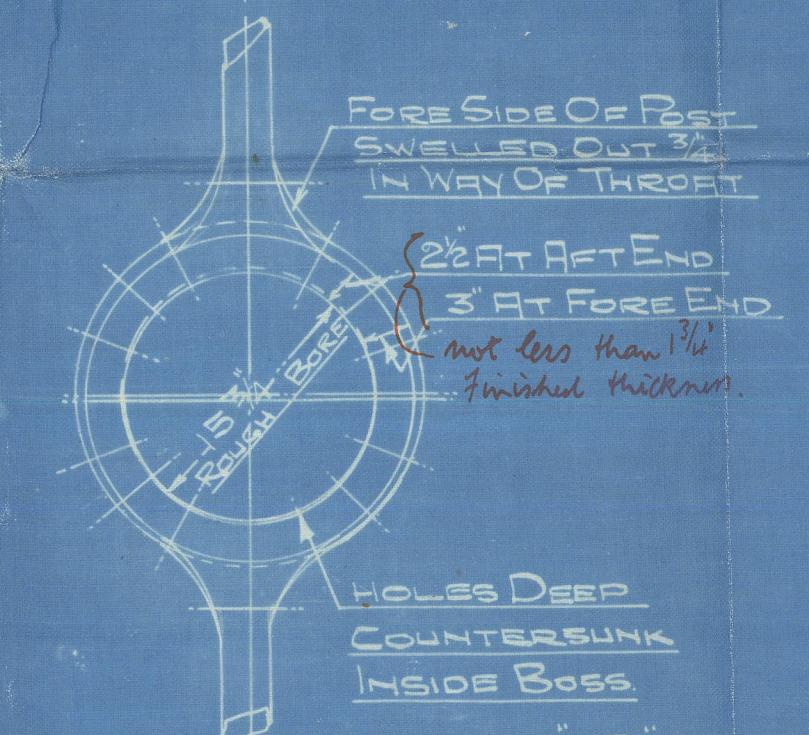 FORE SIDE OF POST
SWELLED OUT 3/4"
IN WAY OF THROAT
2½" AT AFT END
3" AT FORE END
not less than 1 3/4"
Finished thickness.
15 3/4"
ROUGH BORE
HOLES DEEP
COUNTERSUNK
INSIDE BOSS.